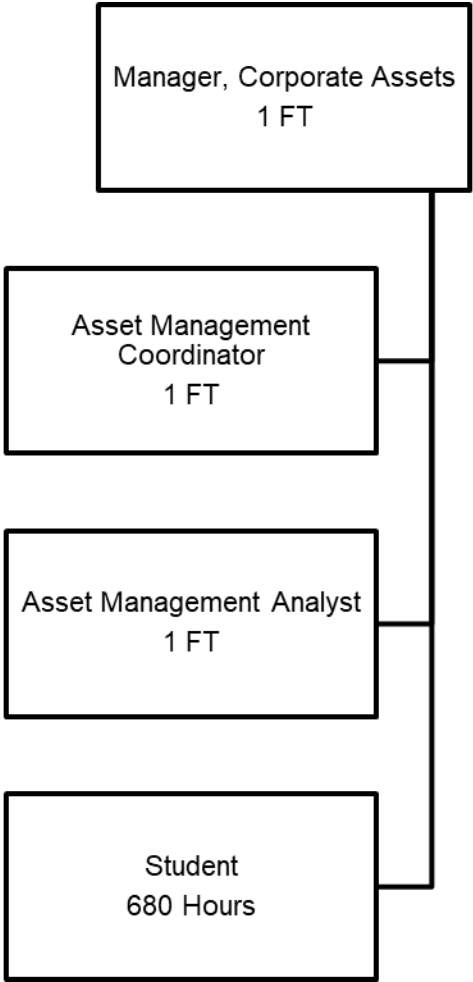 Manager, Corporate Assets
1 FT
Asset Management
Coordinator
1 FT
Asset Management Analyst
1 FT
Student
680 Hours